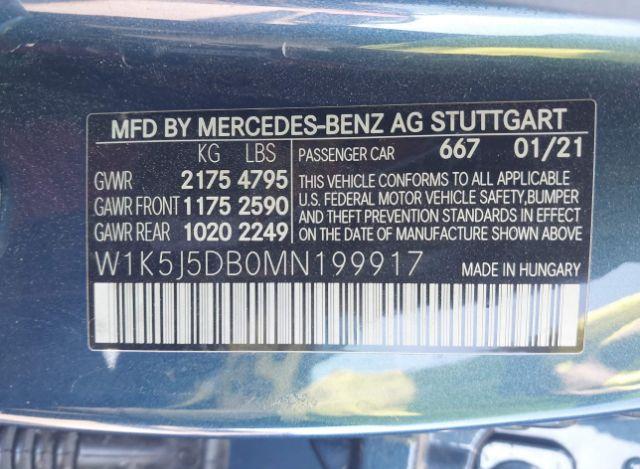 MFD BY MERCEDES-BENZ AG STUTTGART
KG LBS
GVWR 2175 4795
GAWR FRONT 1175 2590
GAWR REAR 1020 2249
PASSENGER CAR 667 01/21
THIS VEHICLE CONFORMS TO ALL APPLICABLE
U.S. FEDERAL MOTOR VEHICLE SAFETY,BUMPER
AND THEFT PREVENTION STANDARDS IN EFFECT
ON THE DATE OF MANUFACTURE SHOWN ABOVE
W1K5J5DB0MN199917
MADE IN HUNGARY